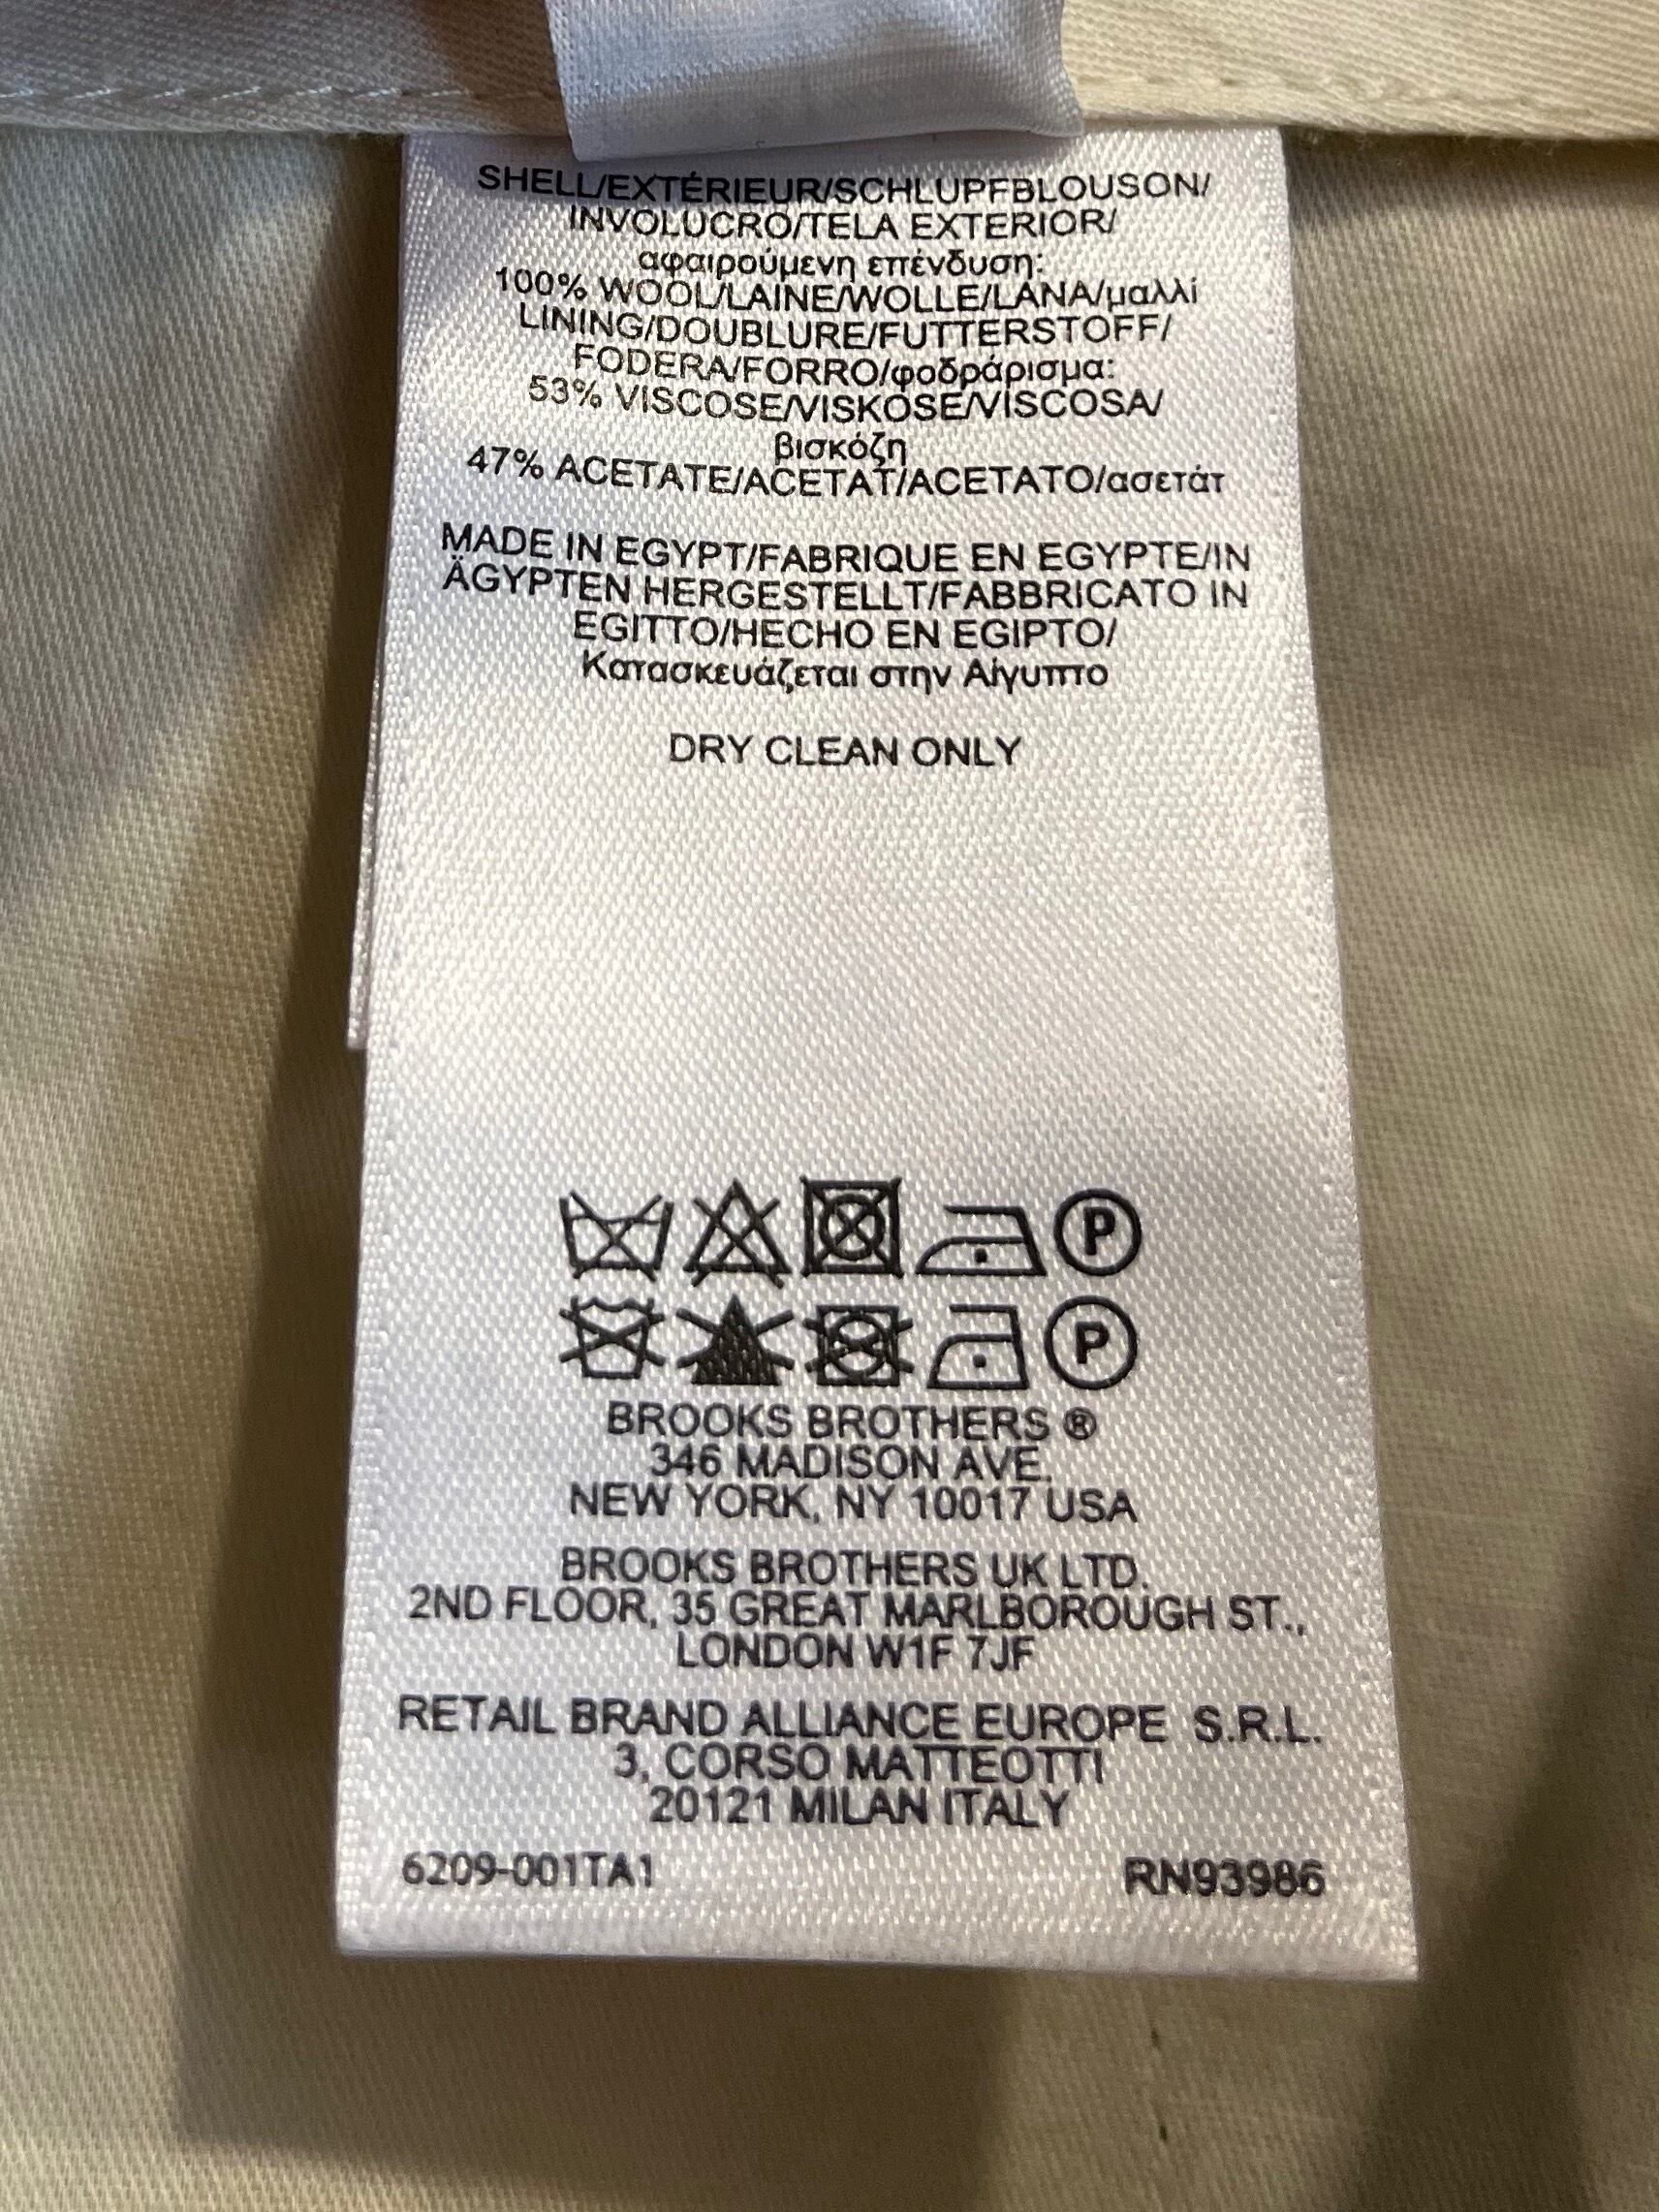 SHELL/EXTÉRIEUR/SCHLUPFBLOUSON/
INVOLUCRO/TELA EXTERIOR/
αφαιρούμενη επένδυση:
100% WOOL/LAINE/WOLLE/LANA/μαλλί
LINING/DOUBLURE/FUTTERSTOFF/
FODERA/FORRO/φοδράρισμα:
53% VISCOSE/VISKOSE/VISCOSA/
βισκόζη
47% ACETATE/ACETAT/ACETATO/ασετάτ
MADE IN EGYPT/FABRIQUE EN EGYPTE/IN
ÄGYPTEN HERGESTELLT/FABBRICATO IN
EGITTO/HECHO EN EGIPTO/
Κατασκευάζεται στην Αίγυπτο
DRY CLEAN ONLY
P
P
BROOKS BROTHERS ®
346 MADISON AVE.
NEW YORK, NY 10017 USA
BROOKS BROTHERS UK LTD.
2ND FLOOR, 35 GREAT MARLBOROUGH ST.,
LONDON W1F 7JF
RETAIL BRAND ALLIANCE EUROPE S.R.L.
3, CORSO MATTEOTTI
20121 MILAN ITALY
6209-001TA1 RN93986